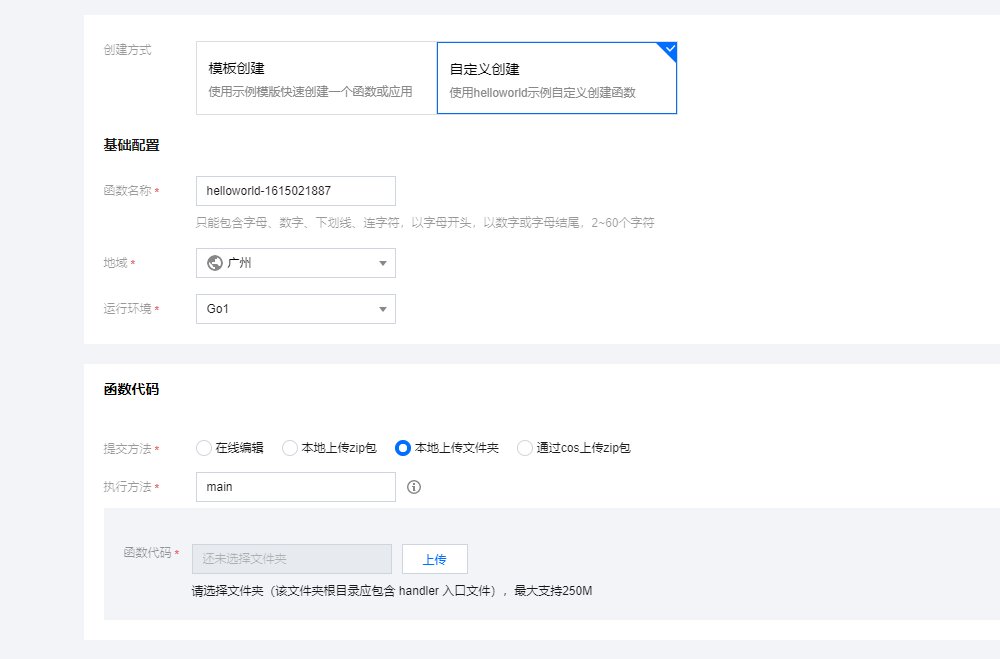 创建方式
模板创建
使用示例模版快速创建一个函数或应用
自定义创建
使用helloworld示例自定义创建函数
基础配置
函数名称 *
helloworld-1615021887
只能包含字母、数字、下划线、连字符，以字母开头，以数字或字母结尾，2~60个字符
地域 *
广州
运行环境 *
Go1
函数代码
提交方法 *
在线编辑 本地上传zip包 本地上传文件夹 通过cos上传zip包
执行方法 *
main
函数代码 *
还未选择文件夹
上传
请选择文件夹（该文件夹根目录应包含 handler 入口文件），最大支持250M